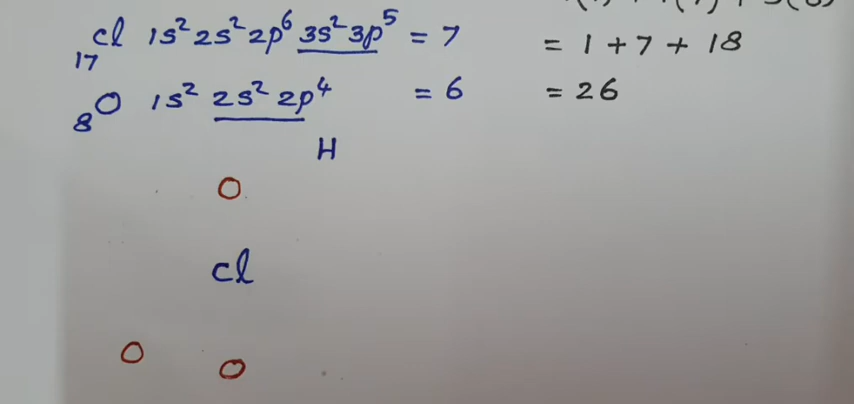 ₁₇Cl 1s² 2s² 2p⁶ 3s² 3p⁵ = 7
= 1 + 7 + 18
₈O 1s² 2s² 2p⁴ = 6
= 26
H
O
Cl
O
O